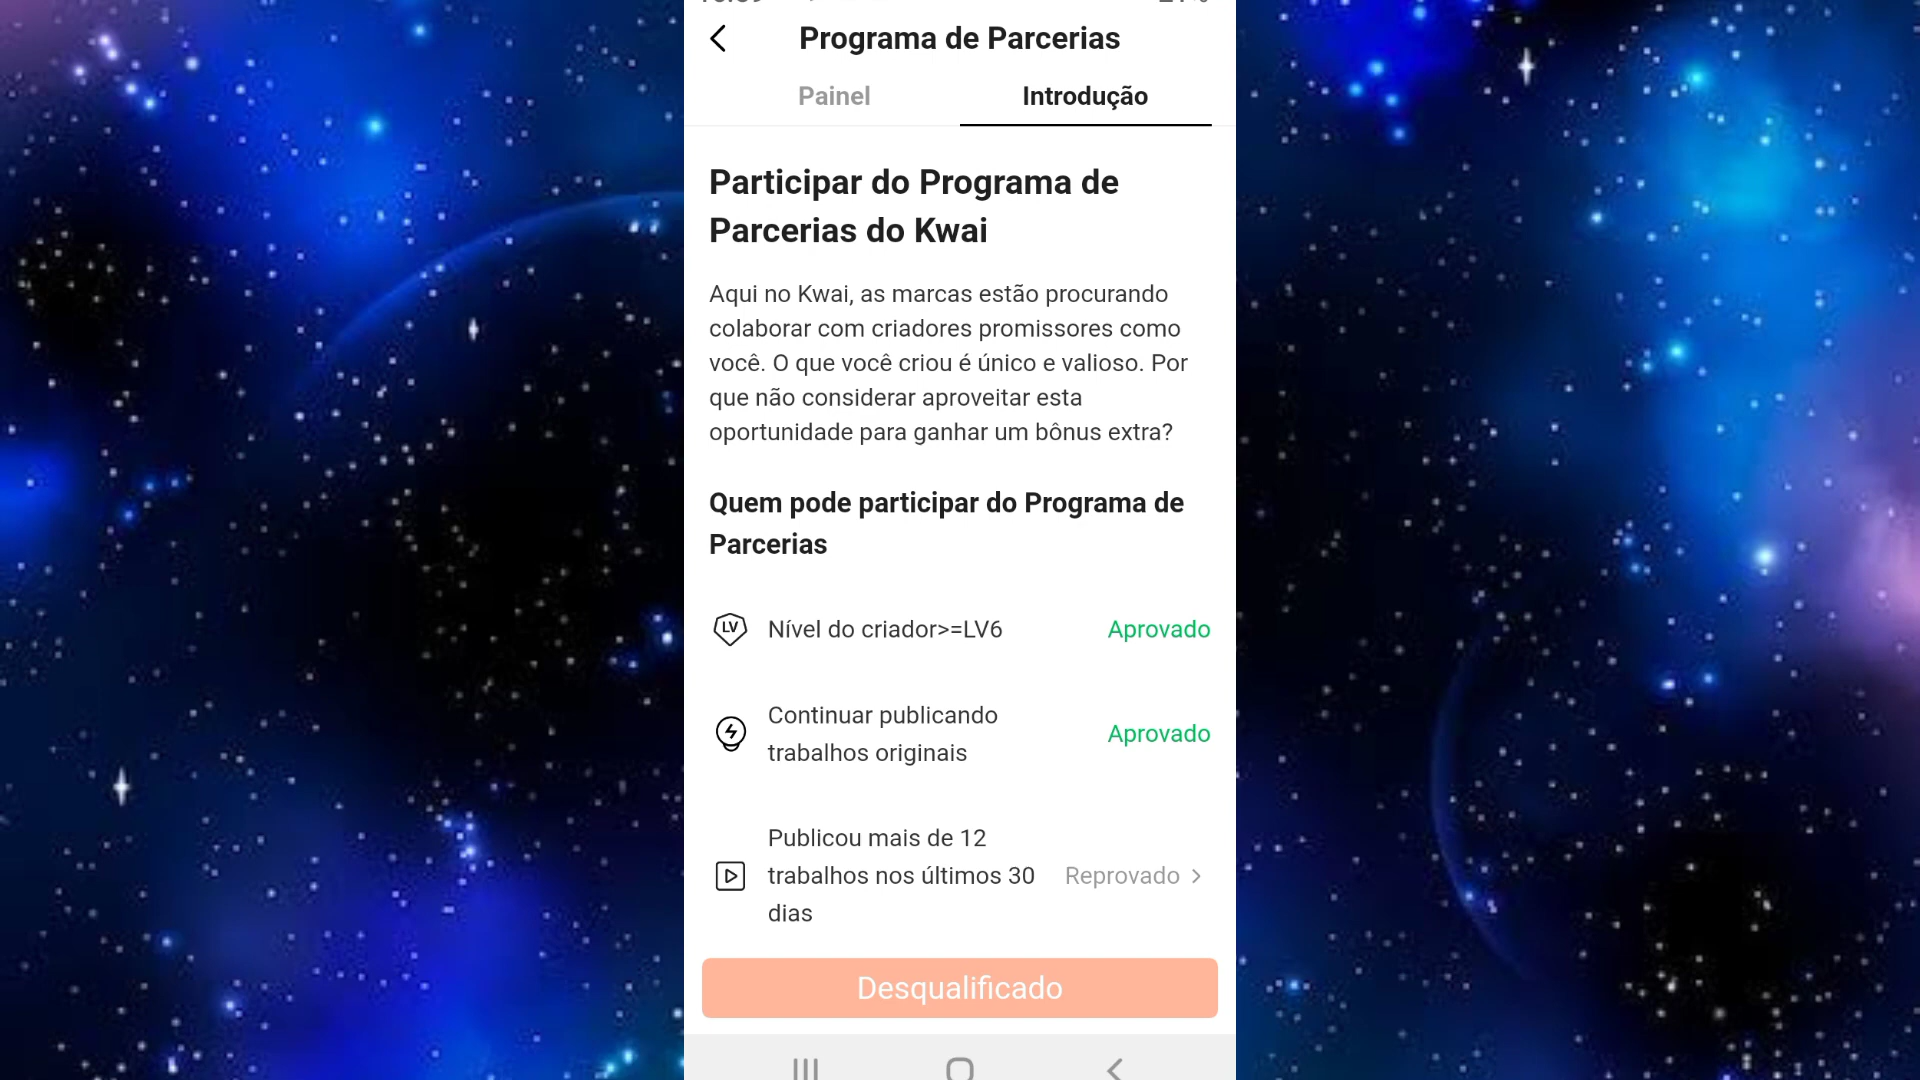 Programa de Parcerias
Painel
Introdução
Participar do Programa de
Parcerias do Kwai
Aqui no Kwai, as marcas estão procurando
colaborar com criadores promissores como
você. O que você criou é único e valioso. Por
que não considerar aproveitar esta
oportunidade para ganhar um bônus extra?
Quem pode participar do Programa de
Parcerias
LV Nível do criador>=LV6 Aprovado
Continuar publicando
trabalhos originais
Aprovado
Publicou mais de 12
trabalhos nos últimos 30
dias
Reprovado
Desqualificado